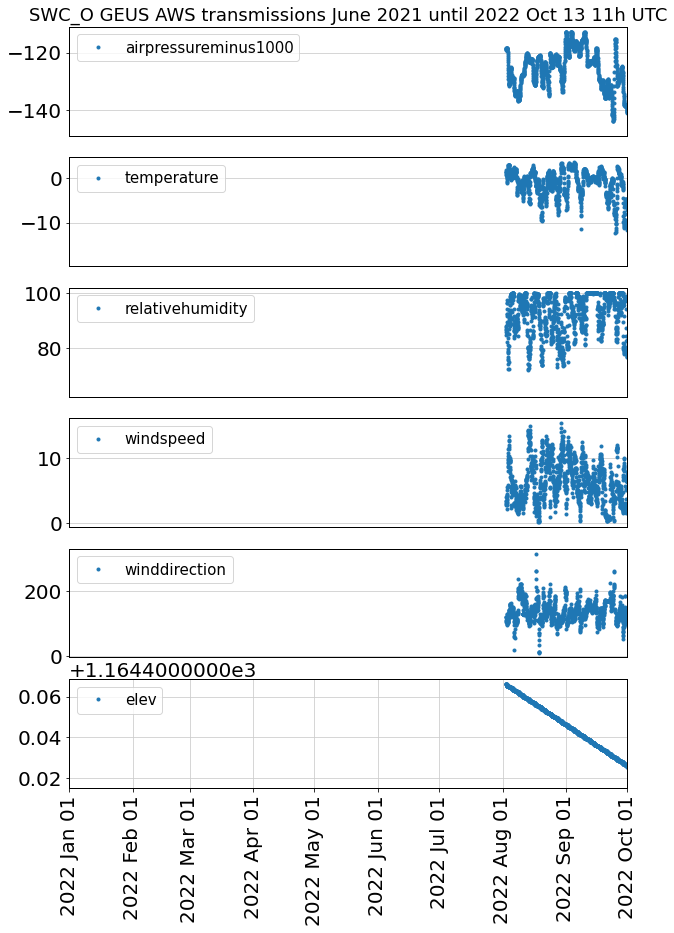 SWC_O GEUS AWS transmissions June 2021 until 2022 Oct 13 11h UTC
airpressureminus1000
−120
−140
temperature
0
−10
relativehumidity
100
80
windspeed
10
0
winddirection
200
0
+1.1644000000e3
elev
0.06
0.04
0.02
2022 Jan 01
2022 Feb 01
2022 Mar 01
2022 Apr 01
2022 May 01
2022 Jun 01
2022 Jul 01
2022 Aug 01
2022 Sep 01
2022 Oct 01